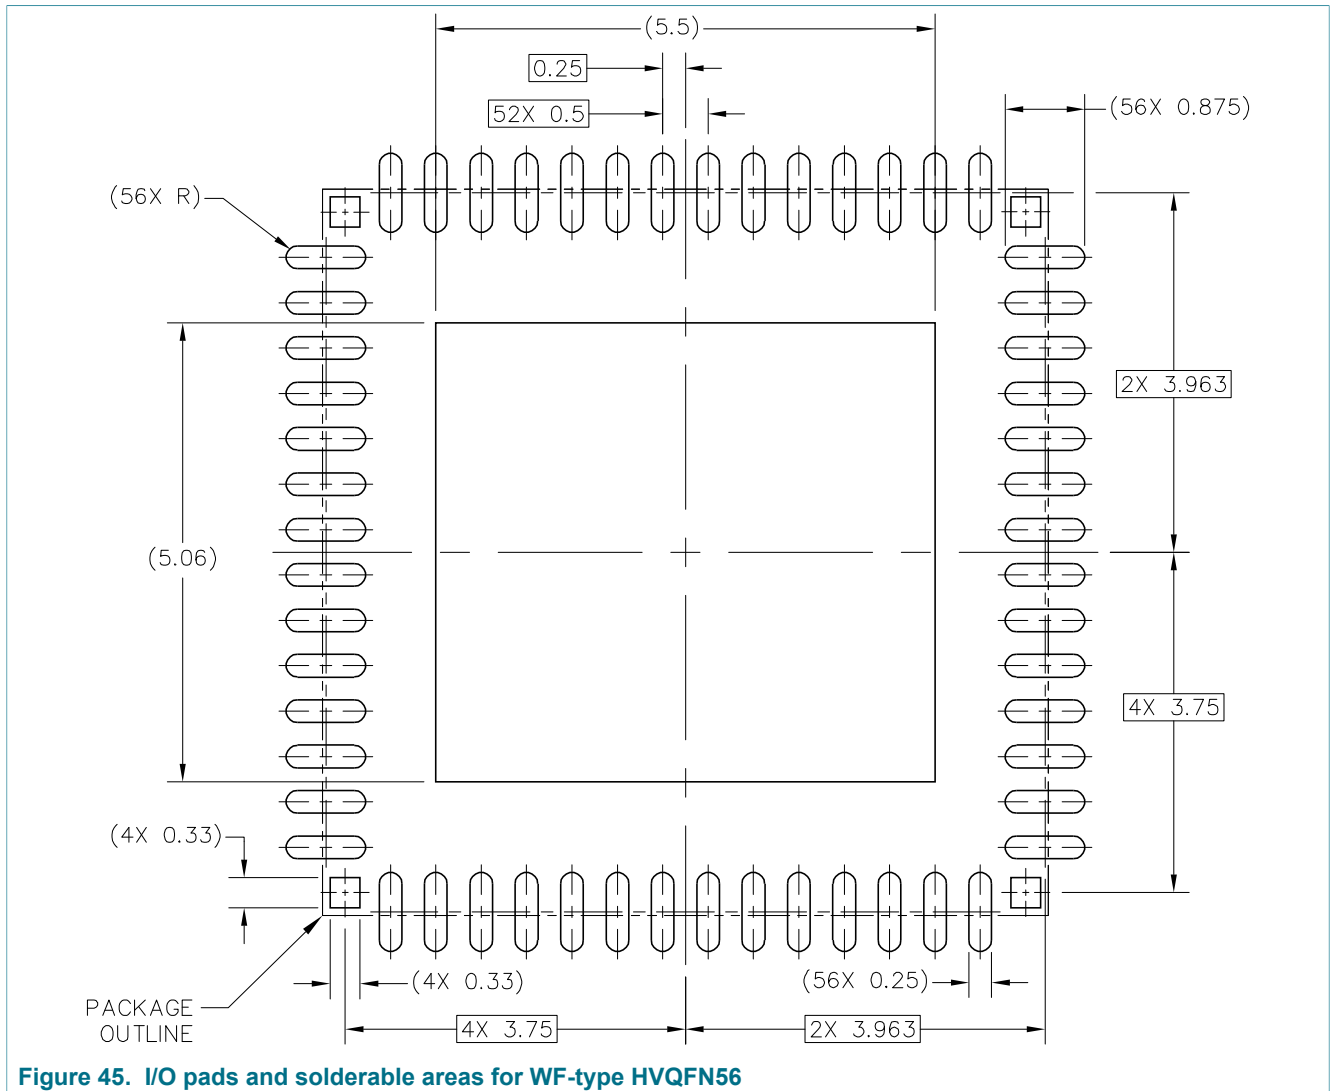 (5.5)
0.25
52X 0.5
(56X 0.875)
(56X R)
2X 3.963
(5.06)
4X 3.75
(4X 0.33)
(4X 0.33)
(56X 0.25)
PACKAGE
OUTLINE
4X 3.75
2X 3.963
Figure 45. I/O pads and solderable areas for WF-type HVQFN56